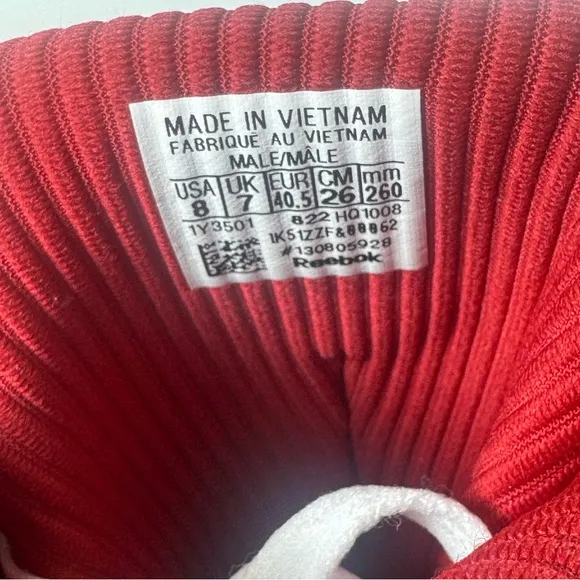 MADE IN VIETNAM
FABRIQUÉ AU VIETNAM
MALE/MÂLE
USA UK EUR CM mm
8 7 40.5 26 260
1Y3501 822 HQ1008
#130805928
Reebok